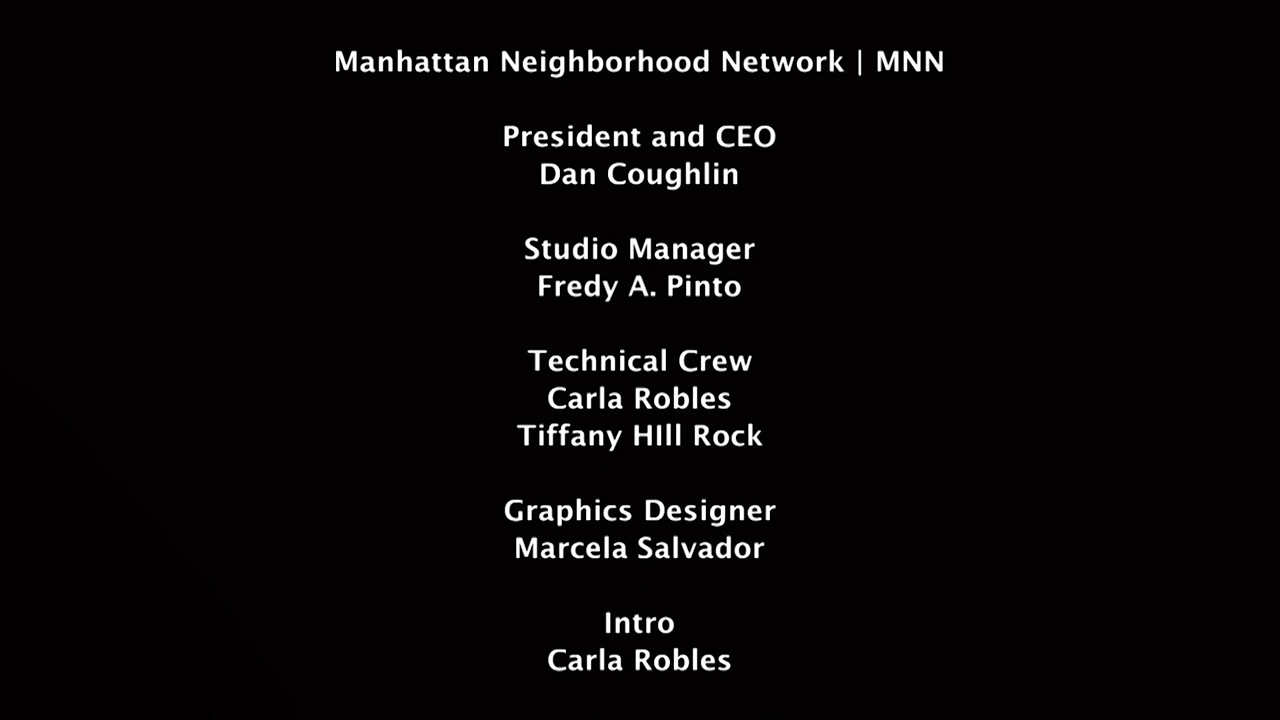 Manhattan Neighborhood Network | MNN
President and CEO
Dan Coughlin
Studio Manager
Fredy A. Pinto
Technical Crew
Carla Robles
Tiffany HIll Rock
Graphics Designer
Marcela Salvador
Intro
Carla Robles